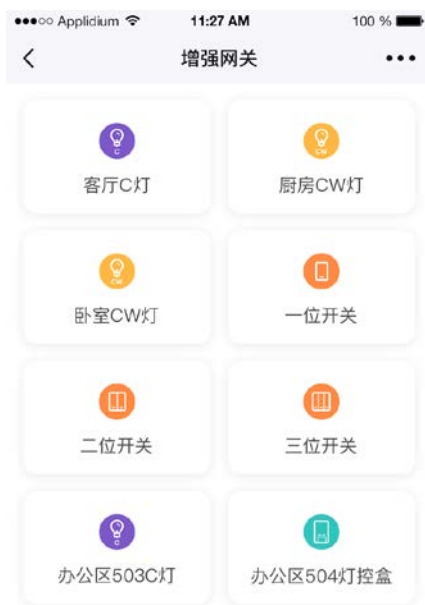 Applidium 11:27 AM 100 %
增强网关
C CW
客厅C灯 厨房CW灯
CW
卧室CW灯 一位开关
二位开关 三位开关
C
办公区503C灯 办公区504灯控盒